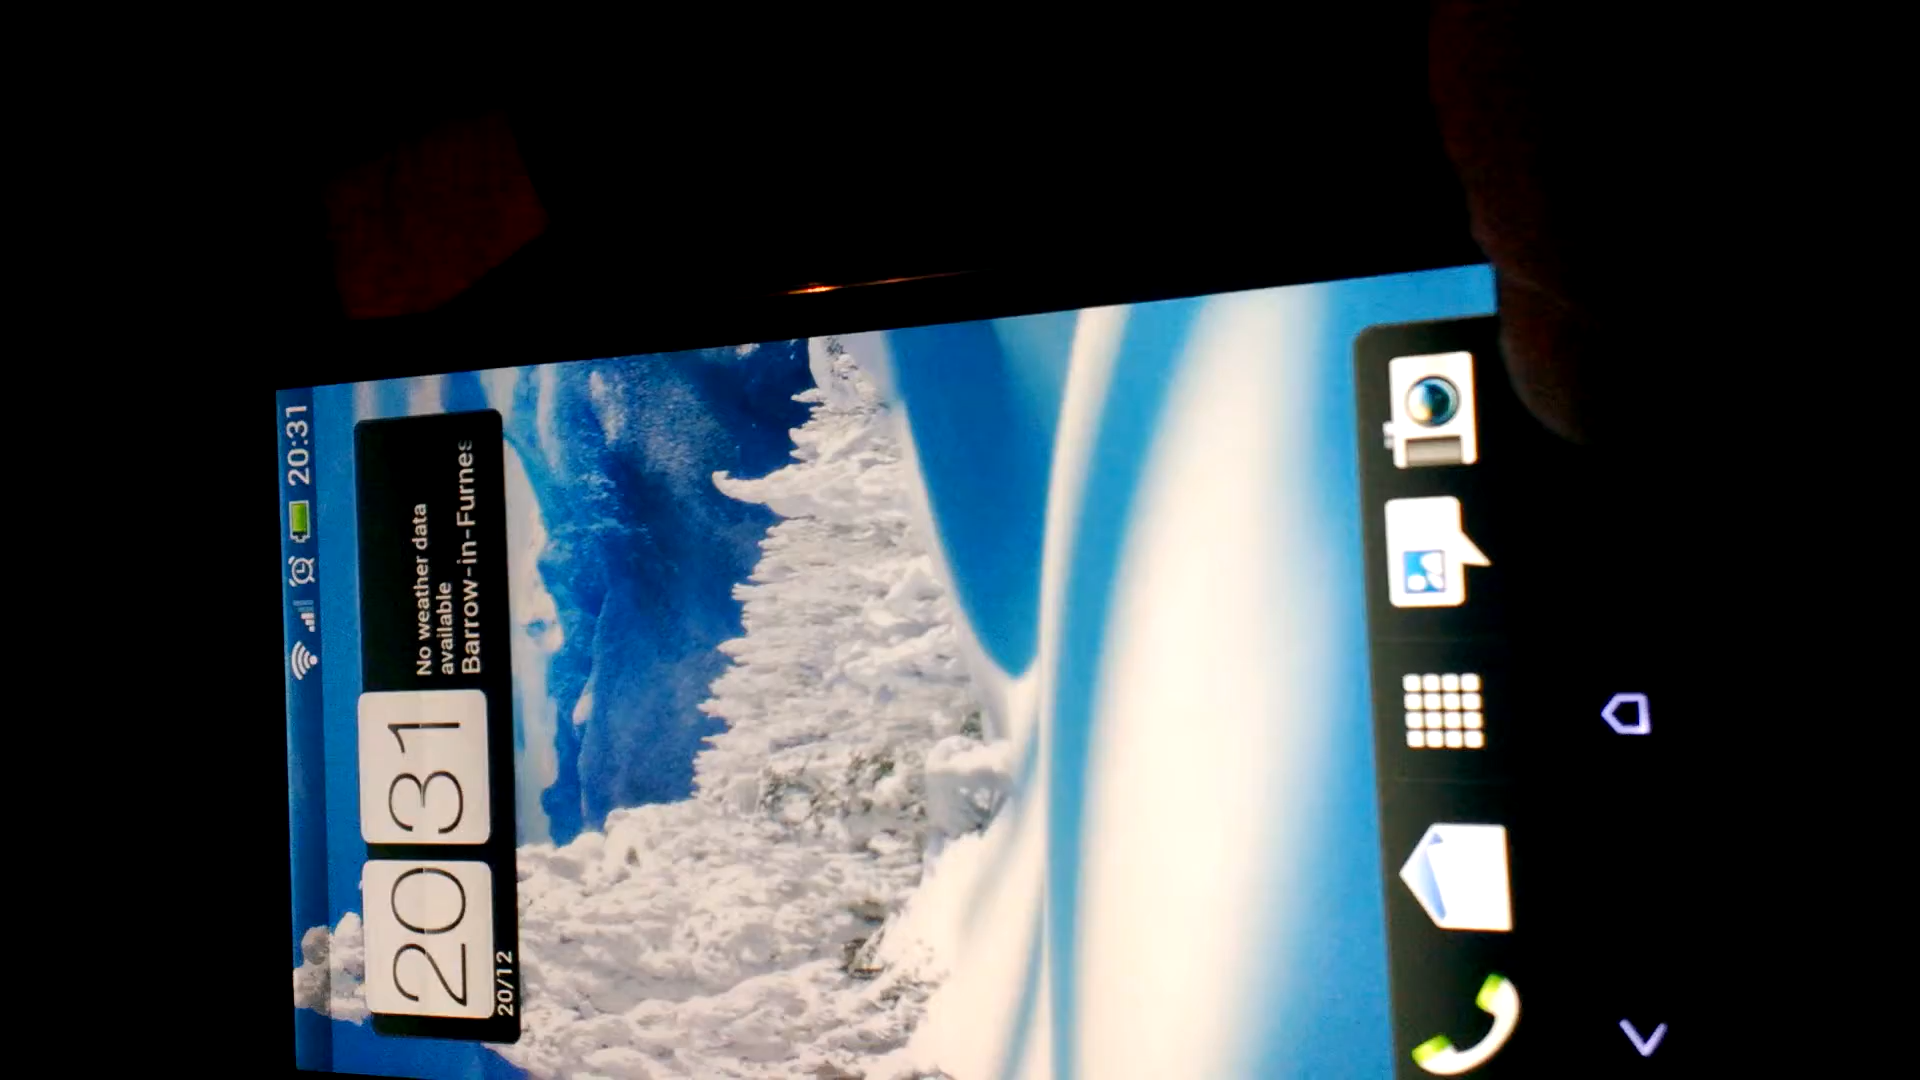 20:31
20 31
No weather data
available
Barrow-in-Furnes
20/12